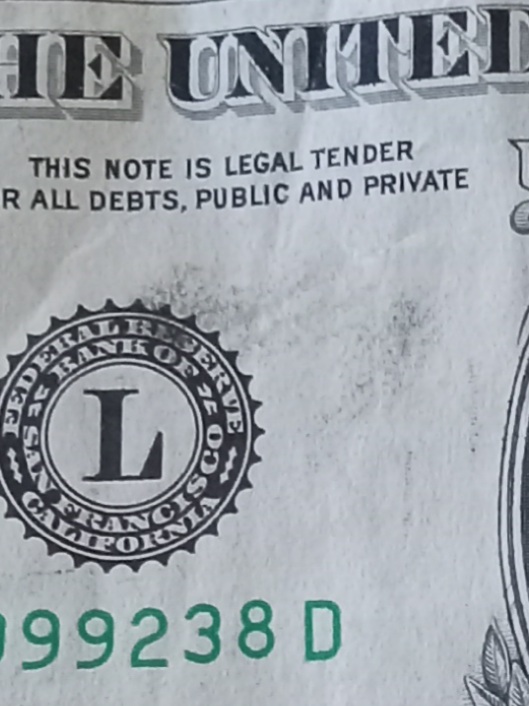 THE UNITED
THIS NOTE IS LEGAL TENDER
R ALL DEBTS, PUBLIC AND PRIVATE
FEDERAL RESERVE
BANK OF
SAN FRANCISCO
CALIFORNIA
L
99238 D